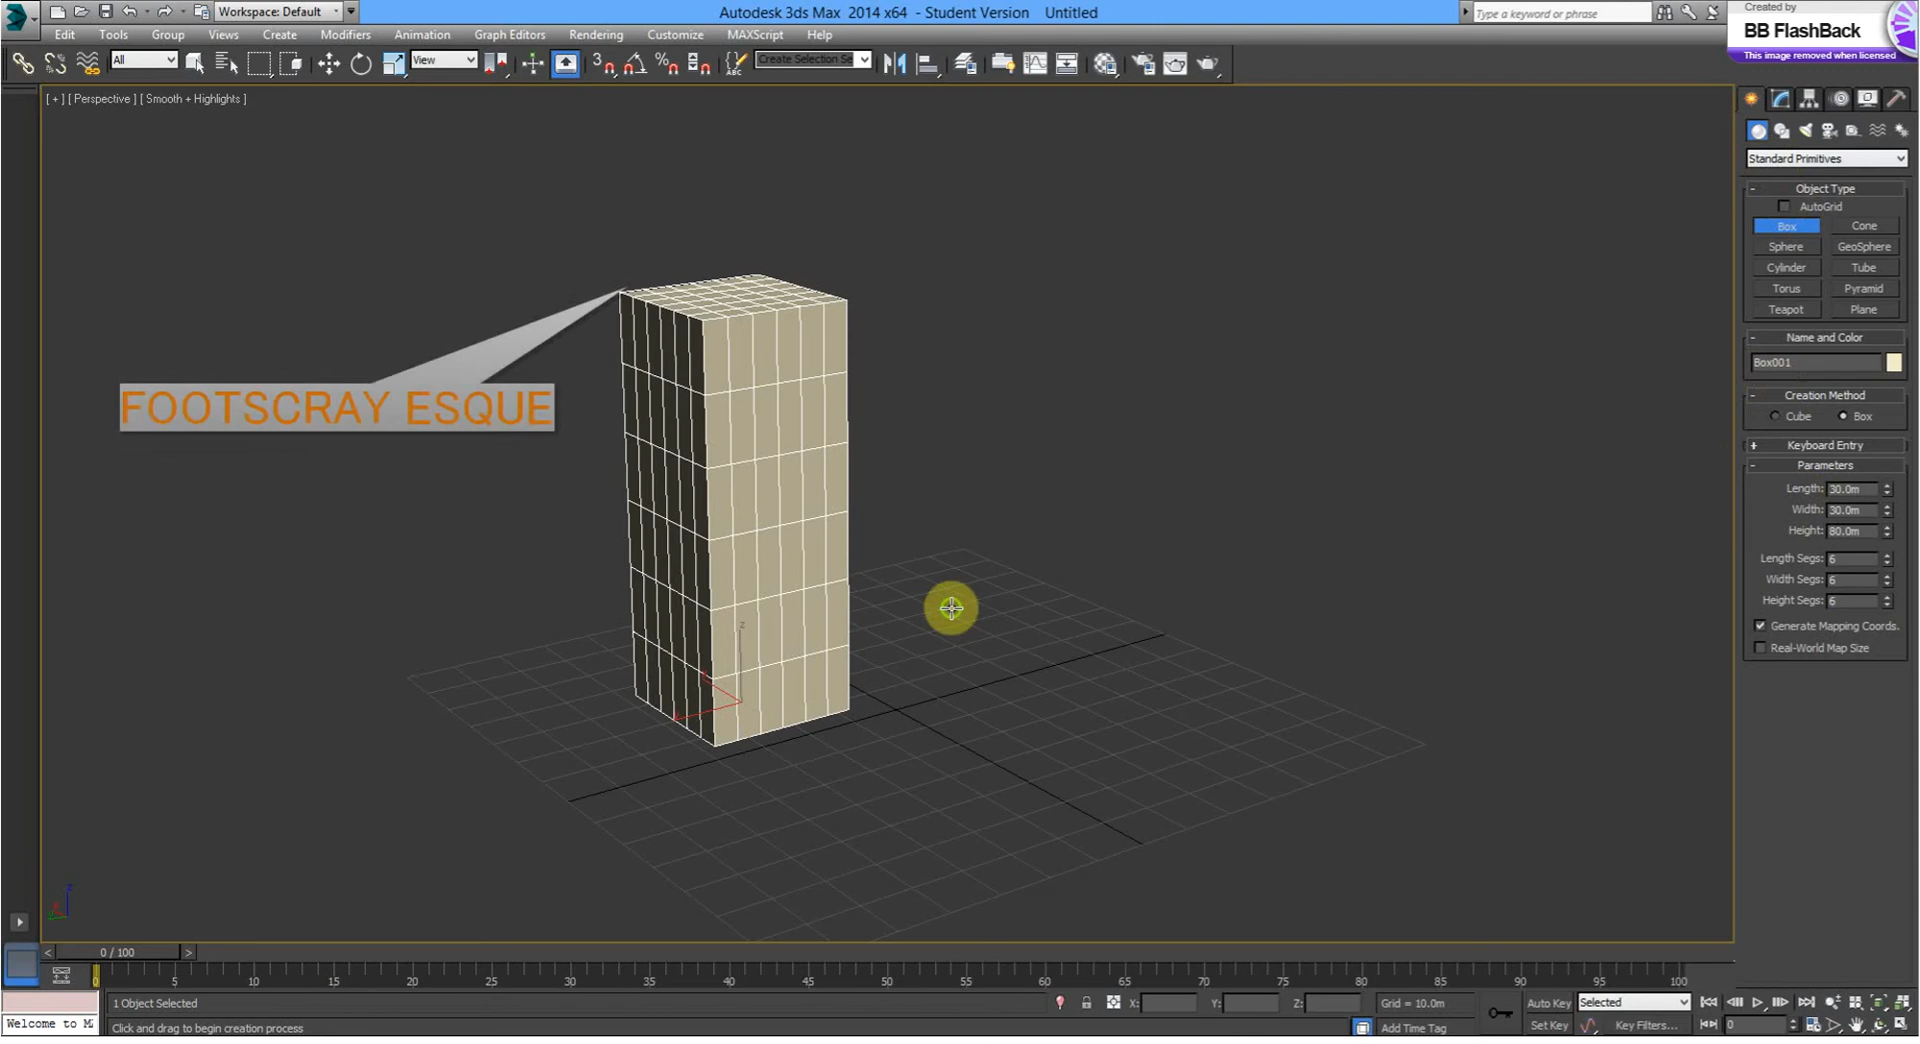 Workspace: Default
Autodesk 3ds Max 2014 x64 - Student Version Untitled
Type a keyword or phrase
Created by
BB FlashBack
This image removed when licensed
Edit Tools Group Views Create Modifiers Animation Graph Editors Rendering Customize MAXScript Help
All
View
3
%
ABC
Create Selection Se
[ + ] [ Perspective ] [ Smooth + Highlights ]
Standard Primitives
Object Type
AutoGrid
Box Cone
Sphere GeoSphere
Cylinder Tube
Torus Pyramid
Teapot Plane
Name and Color
Box001
Creation Method
Cube Box
Keyboard Entry
Parameters
Length: 30.0m
Width: 30.0m
Height: 80.0m
Length Segs: 6
Width Segs: 6
Height Segs: 6
Generate Mapping Coords.
Real-World Map Size
FOOTSCRAY ESQUE
z
z
< 0 / 100 >
0 5 10 15 20 25 30 35 40 45 50 55 60 65 70 75 80 85 90 95 100
1 Object Selected
X: Y: Z:
Grid = 10.0m
Auto Key
Selected
Welcome to M
Click and drag to begin creation process
Add Time Tag
Set Key
Key Filters...
0